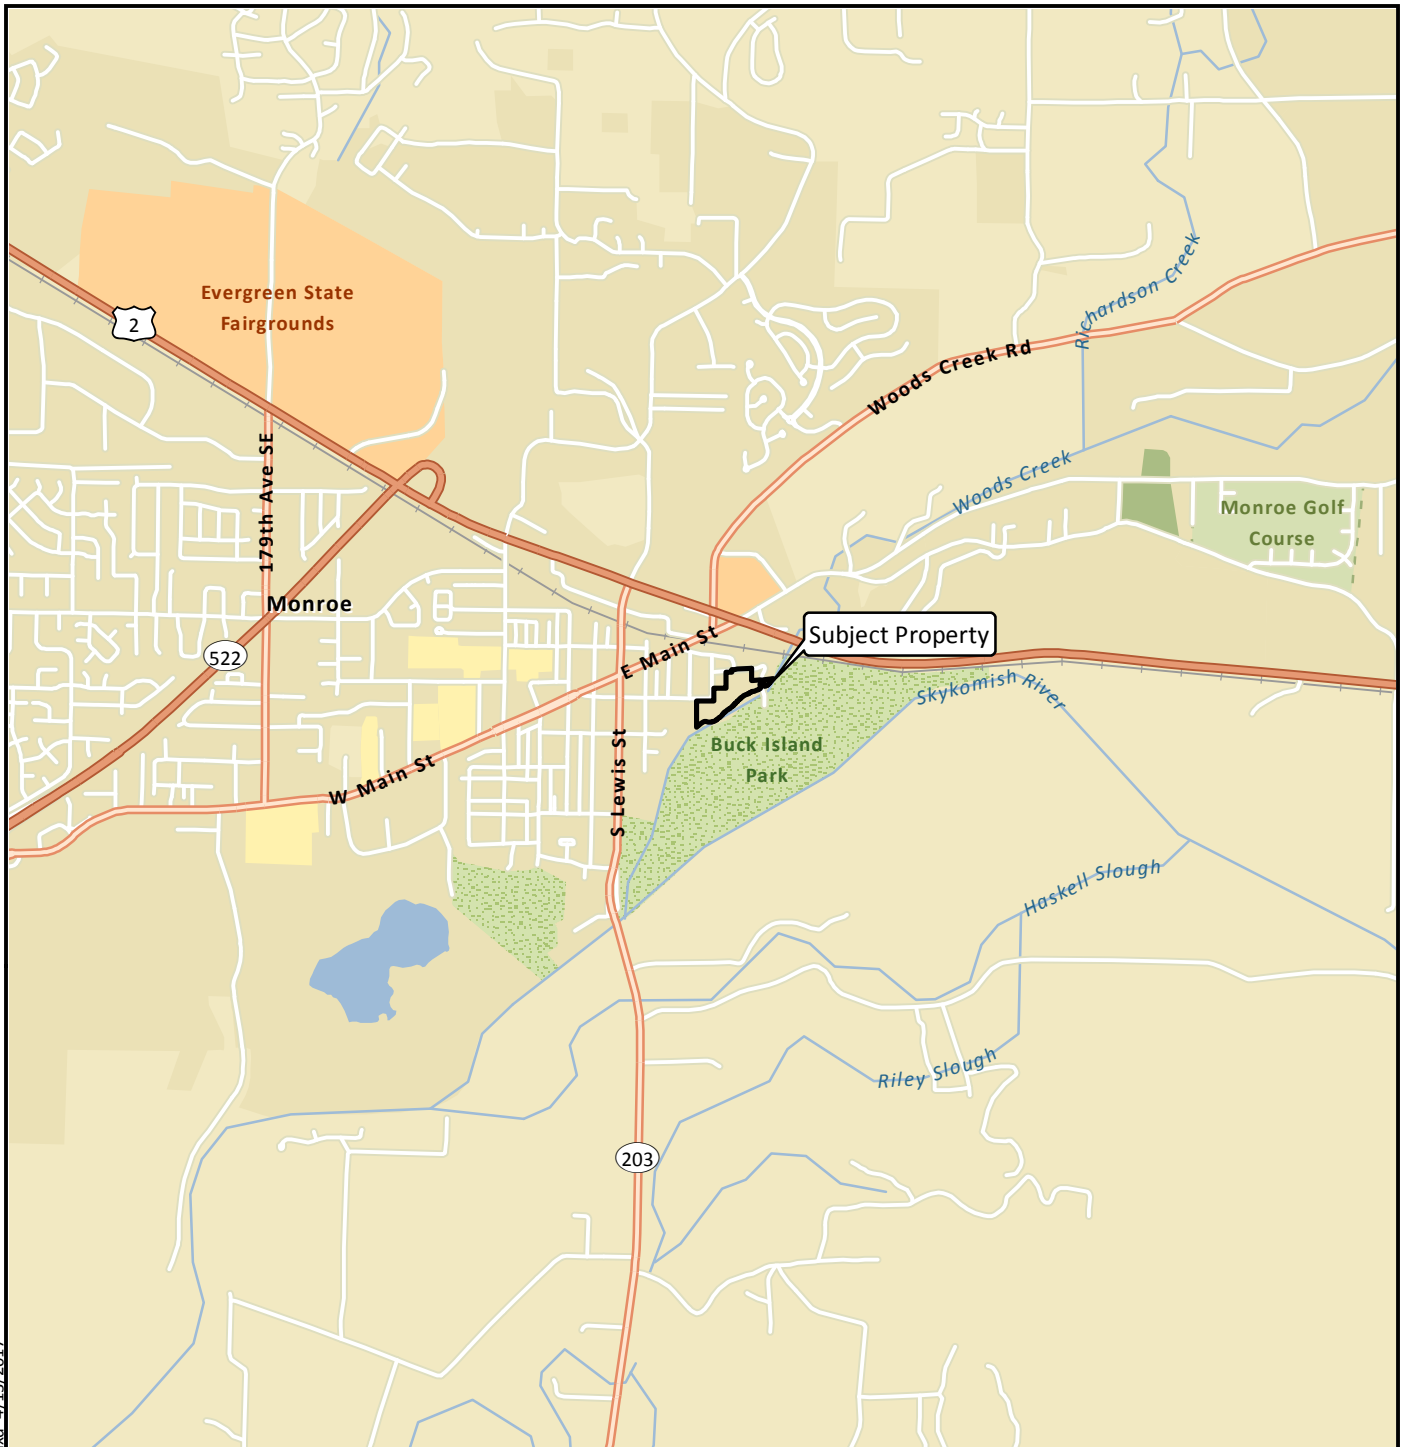 Evergreen State
Fairgrounds
2
Richardson Creek
Woods Creek Rd
179th Ave SE
Woods Creek
Monroe Golf
Course
Monroe
522
E Main St
Subject Property
Skykomish River
Buck Island
Park
W Main St
S Lewis St
Haskell Slough
Riley Slough
203